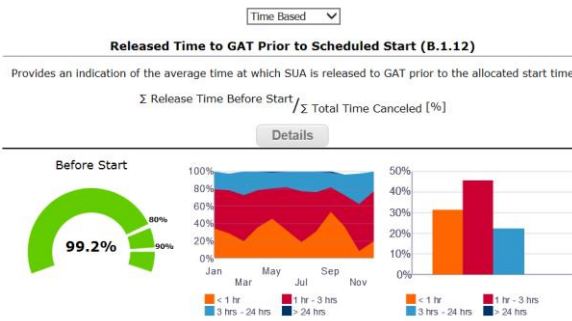 Time Based
Released Time to GAT Prior to Scheduled Start (B.1.12)
Provides an indication of the average time at which SUA is released to GAT prior to the allocated start time
Σ Release Time Before Start/Σ Total Time Canceled [%]
Details
Before Start
80%
90%
99.2%
100%
80%
60%
40%
20%
0%
Jan Mar May Jul Sep Nov
< 1 hr 1 hr - 3 hrs
3 hrs - 24 hrs > 24 hrs
50%
40%
30%
20%
10%
0%
< 1 hr 1 hr - 3 hrs
3 hrs - 24 hrs > 24 hrs